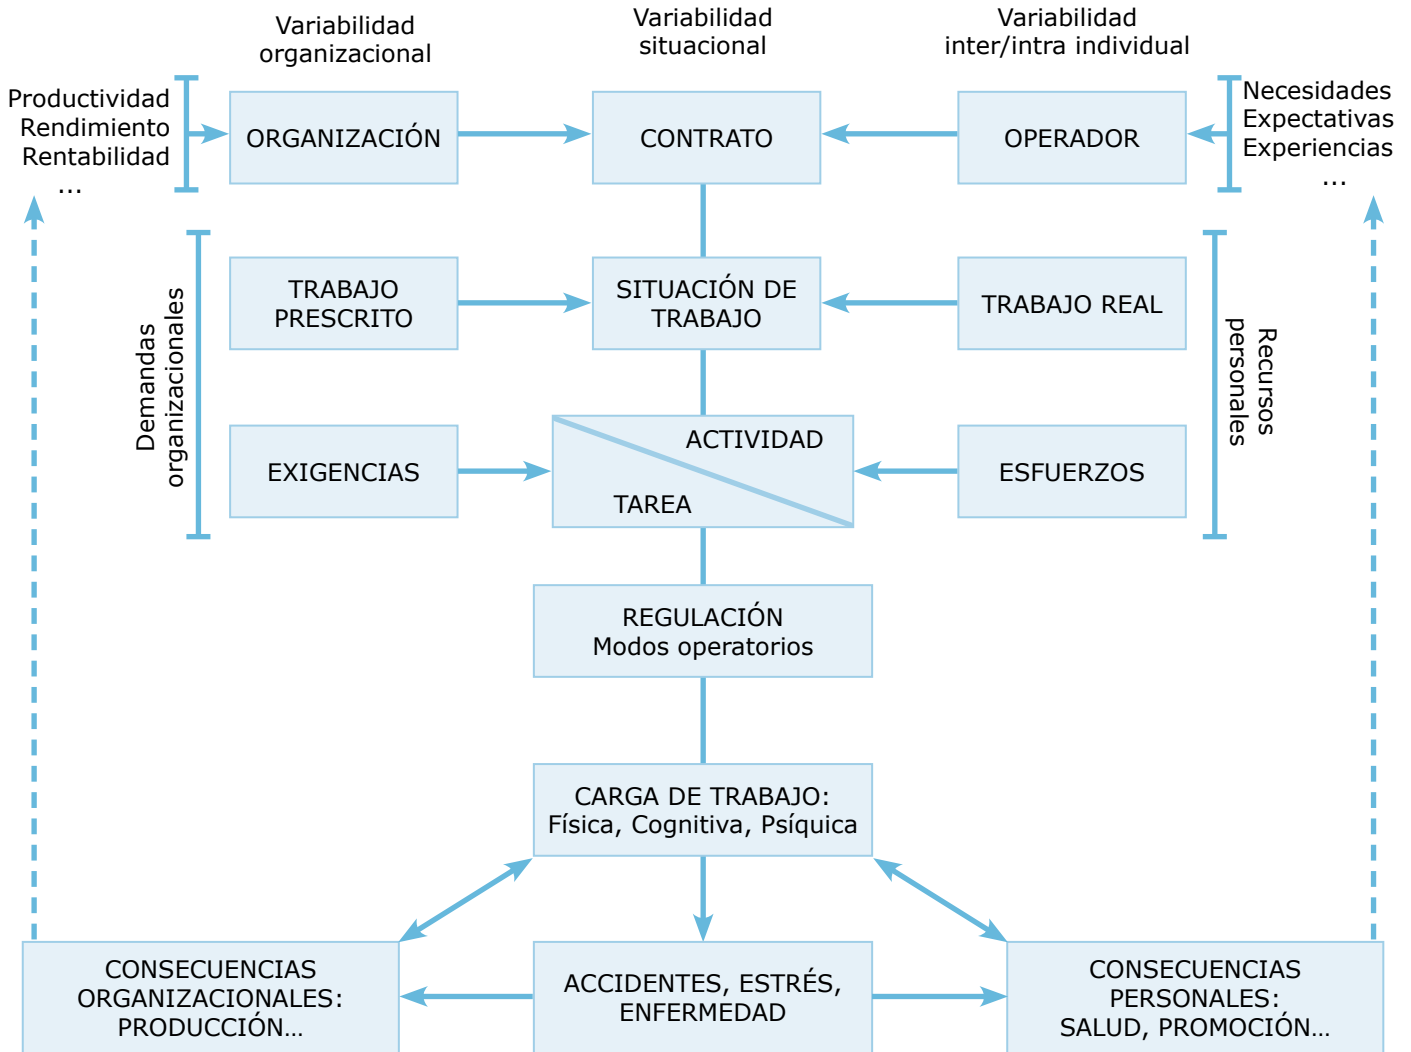 Variabilidad
organizacional
Variabilidad
situacional
Variabilidad
inter/intra individual
Productividad
Rendimiento
Rentabilidad
...
ORGANIZACIÓN
CONTRATO
OPERADOR
Necesidades
Expectativas
Experiencias
...
Demandas
organizacionales
TRABAJO
PRESCRITO
SITUACIÓN DE
TRABAJO
TRABAJO REAL
Recursos
personales
EXIGENCIAS
ACTIVIDAD
TAREA
ESFUERZOS
REGULACIÓN
Modos operatorios
CARGA DE TRABAJO:
Física, Cognitiva, Psíquica
CONSECUENCIAS
ORGANIZACIONALES:
PRODUCCIÓN...
ACCIDENTES, ESTRÉS,
ENFERMEDAD
CONSECUENCIAS
PERSONALES:
SALUD, PROMOCIÓN...